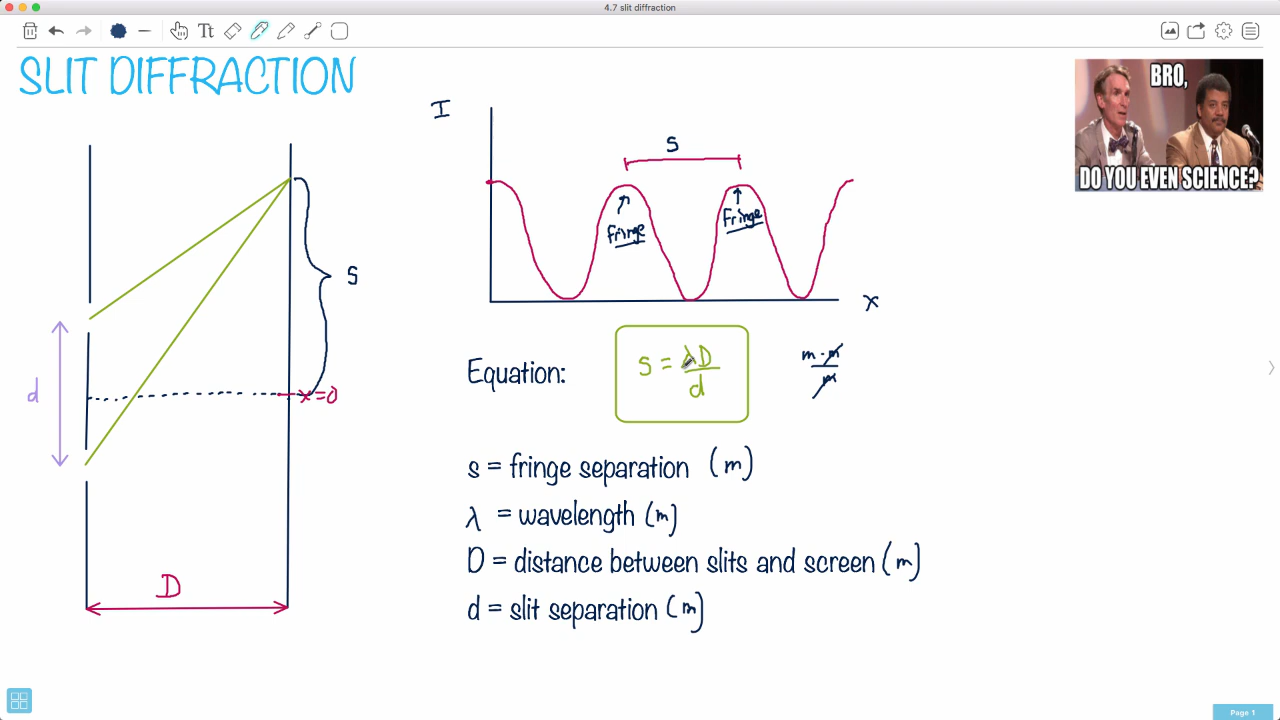 4.7 slit diffraction
Tt
SLIT DIFFRACTION
BRO,
DO YOU EVEN SCIENCE?
I
S
Fringe
Fringe
x
S
d
x=0
D
Equation:
S = λD
d
m · m
m
s = fringe separation (m)
λ = wavelength (m)
D = distance between slits and screen (m)
d = slit separation (m)
Page 1